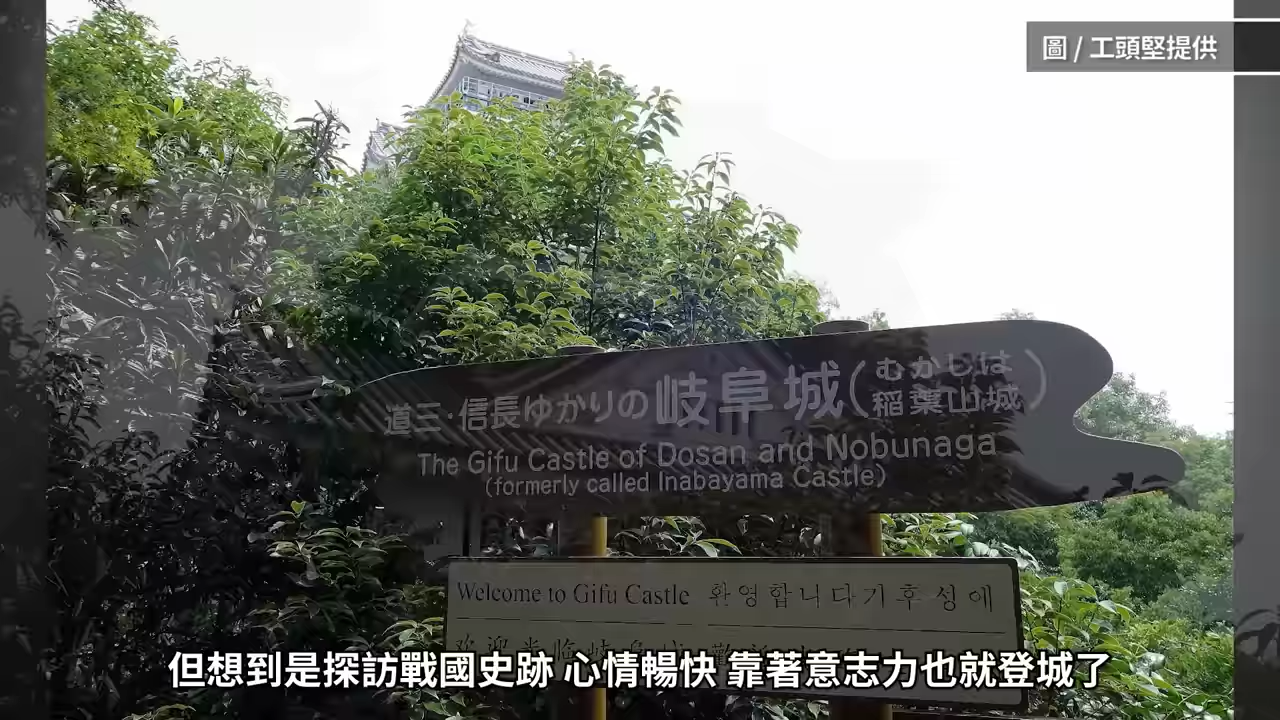 圖 / 工頭堅提供
道三·信長ゆかりの岐阜城(むかしは稲葉山城)
The Gifu Castle of Dosan and Nobunaga
(formerly called Inabayama Castle)
Welcome to Gifu Castle 환영합니다기후성에
但想到是探訪戰國史跡 心情暢快 靠著意志力也就登城了